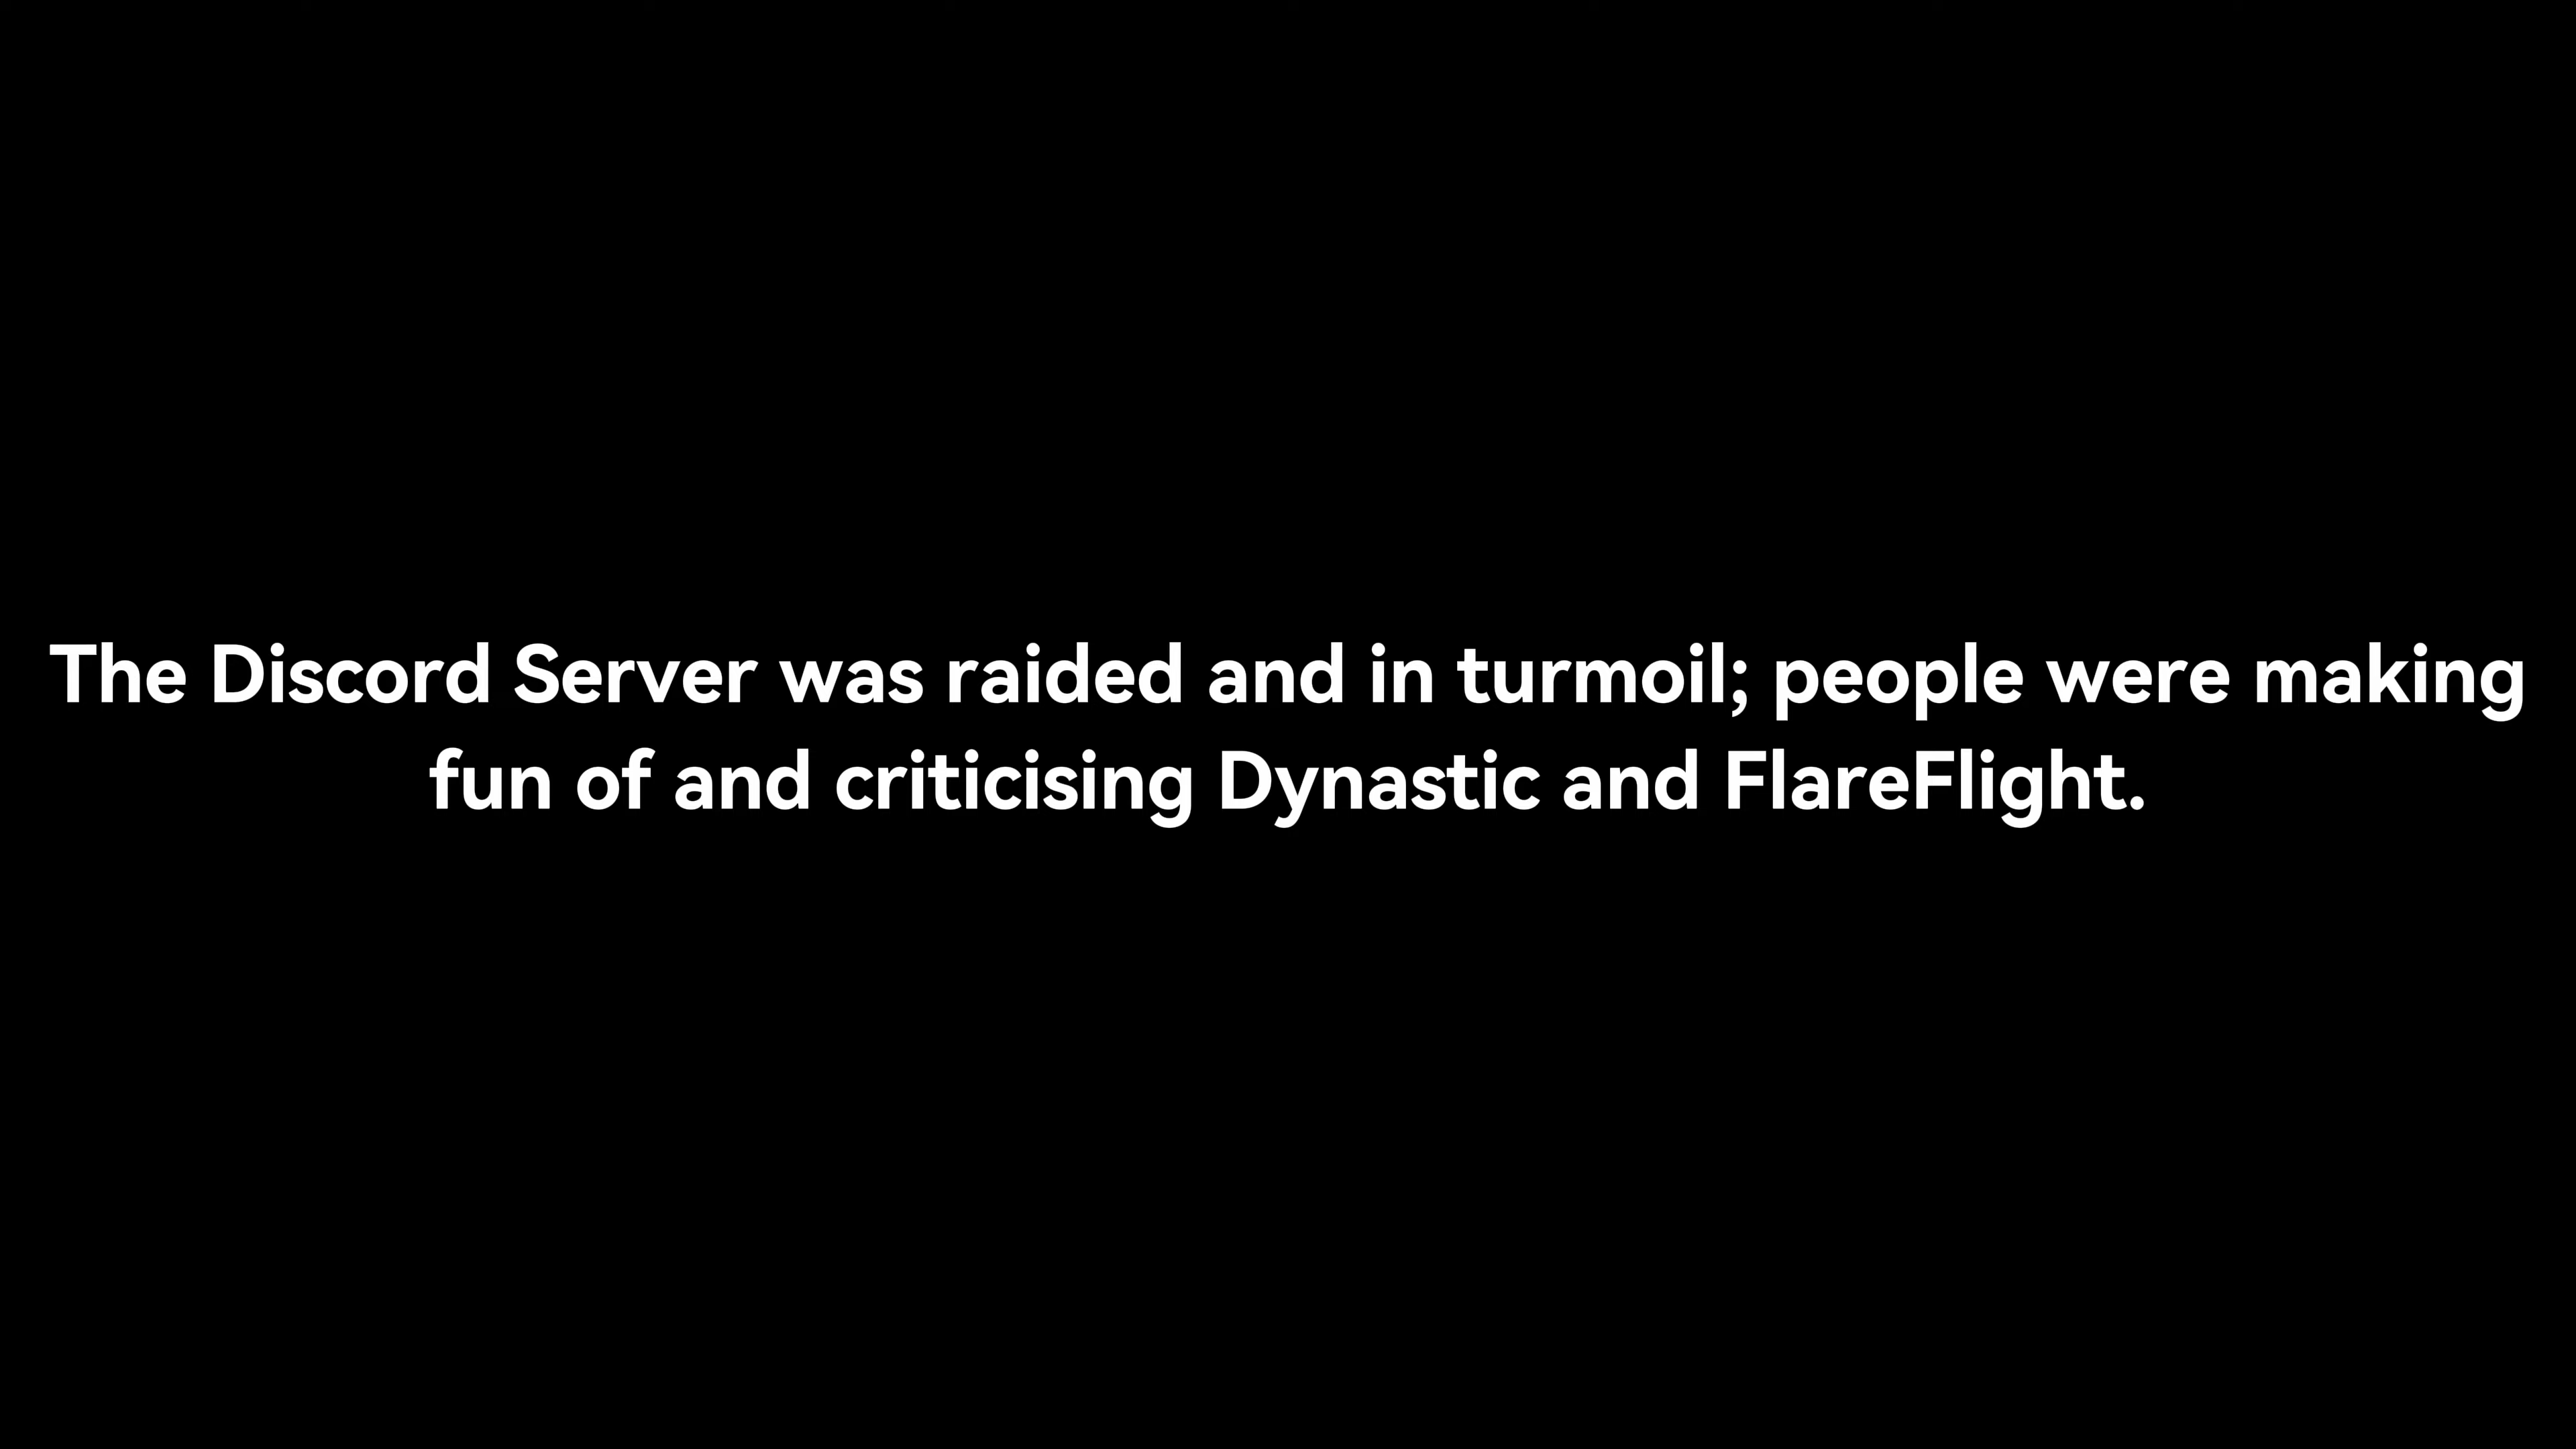 The Discord Server was raided and in turmoil; people were making
fun of and criticising Dynastic and FlareFlight.